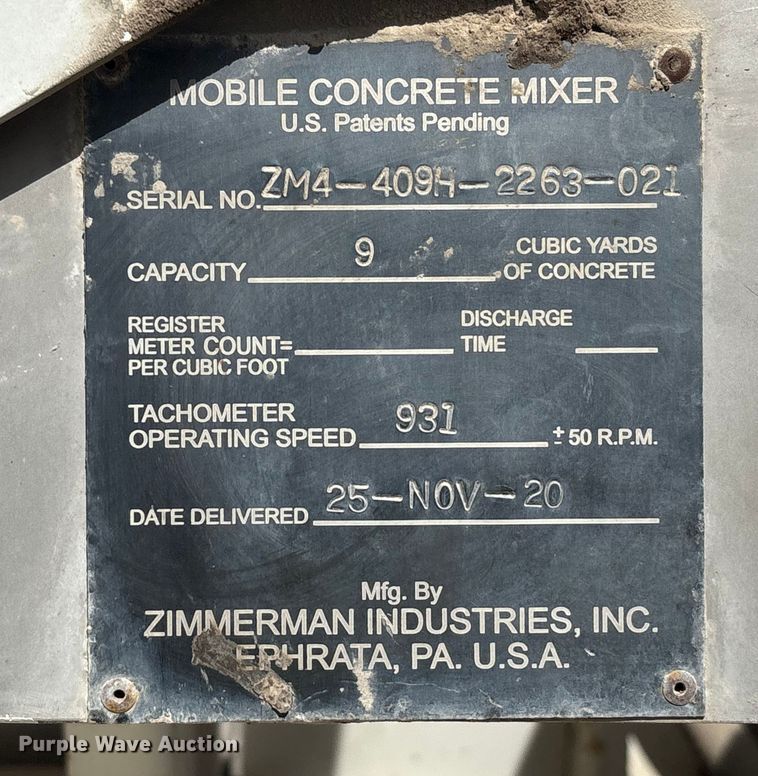 MOBILE CONCRETE MIXER
U.S. Patents Pending
SERIAL NO. ZM4-409H-2263-021
CAPACITY 9 CUBIC YARDS OF CONCRETE
REGISTER METER COUNT= PER CUBIC FOOT
DISCHARGE TIME
TACHOMETER
OPERATING SPEED 931 ± 50 R.P.M.
DATE DELIVERED 25-NOV-20
Mfg. By
ZIMMERMAN INDUSTRIES, INC.
EPHRATA, PA. U.S.A.
Purple Wave Auction